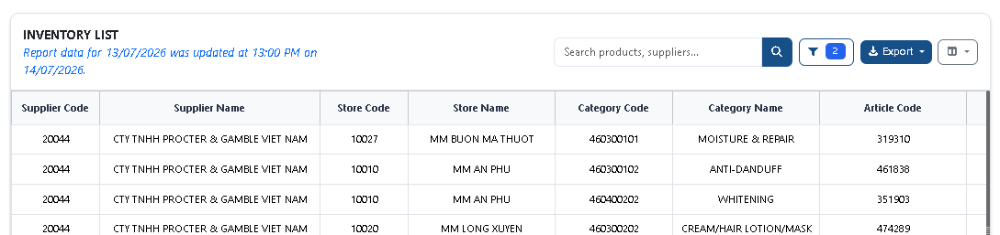 INVENTORY LIST
Report data for 13/07/2026 was updated at 13:00 PM on
14/07/2026.
Search products, suppliers...
2
Export
Supplier Code Supplier Name Store Code Store Name Category Code Category Name Article Code
20044 CTY TNHH PROCTER & GAMBLE VIET NAM 10027 MM BUON MA THUOT 460300101 MOISTURE & REPAIR 319310
20044 CTY TNHH PROCTER & GAMBLE VIET NAM 10010 MM AN PHU 460300102 ANTI-DANDUFF 461838
20044 CTY TNHH PROCTER & GAMBLE VIET NAM 10010 MM AN PHU 460400202 WHITENING 351903
20044 CTY TNHH PROCTER & GAMBLE VIET NAM 10020 MM LONG XUYEN 460300202 CREAM/HAIR LOTION/MASK 474289